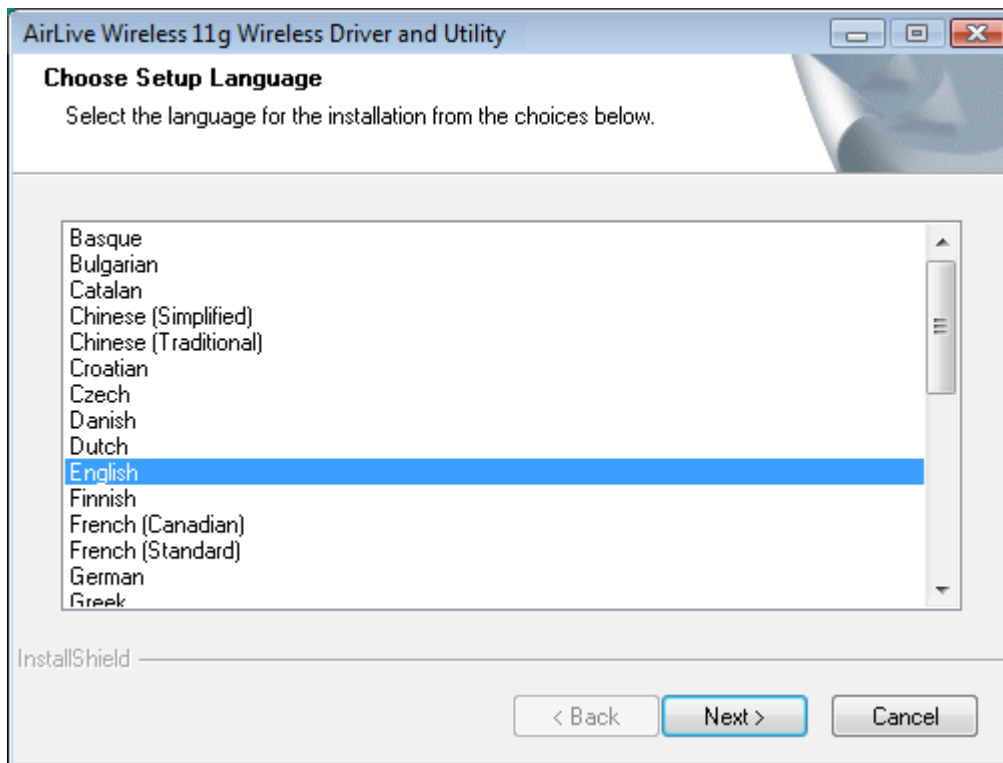 AirLive Wireless 11g Wireless Driver and Utility
Choose Setup Language
Select the language for the installation from the choices below.
Basque
Bulgarian
Catalan
Chinese (Simplified)
Chinese (Traditional)
Croatian
Czech
Danish
Dutch
English
Finnish
French (Canadian)
French (Standard)
German
Greek
InstallShield
< Back
Next >
Cancel